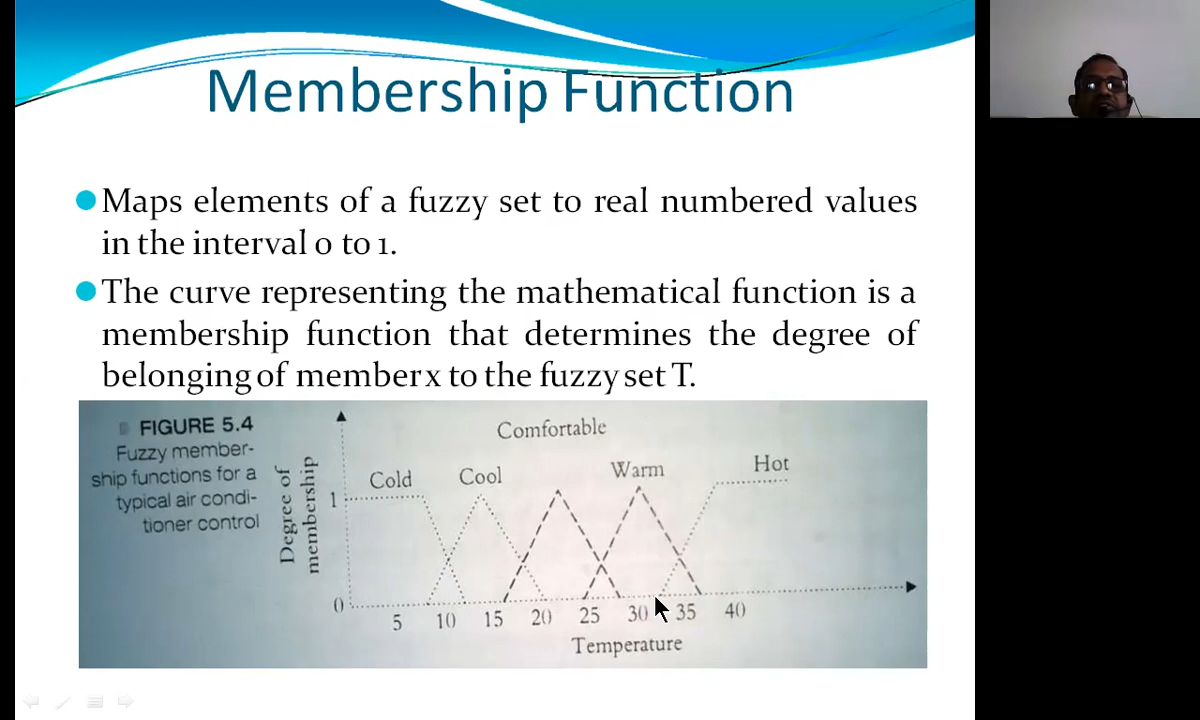 Membership Function
Maps elements of a fuzzy set to real numbered values
in the interval 0 to 1.
The curve representing the mathematical function is a
membership function that determines the degree of
belonging of member x to the fuzzy set T.
FIGURE 5.4
Fuzzy member-
ship functions for a
typical air condi-
tioner control
Degree of
membership
Comfortable
Cold Cool Warm Hot
1
0
5 10 15 20 25 30 35 40
Temperature